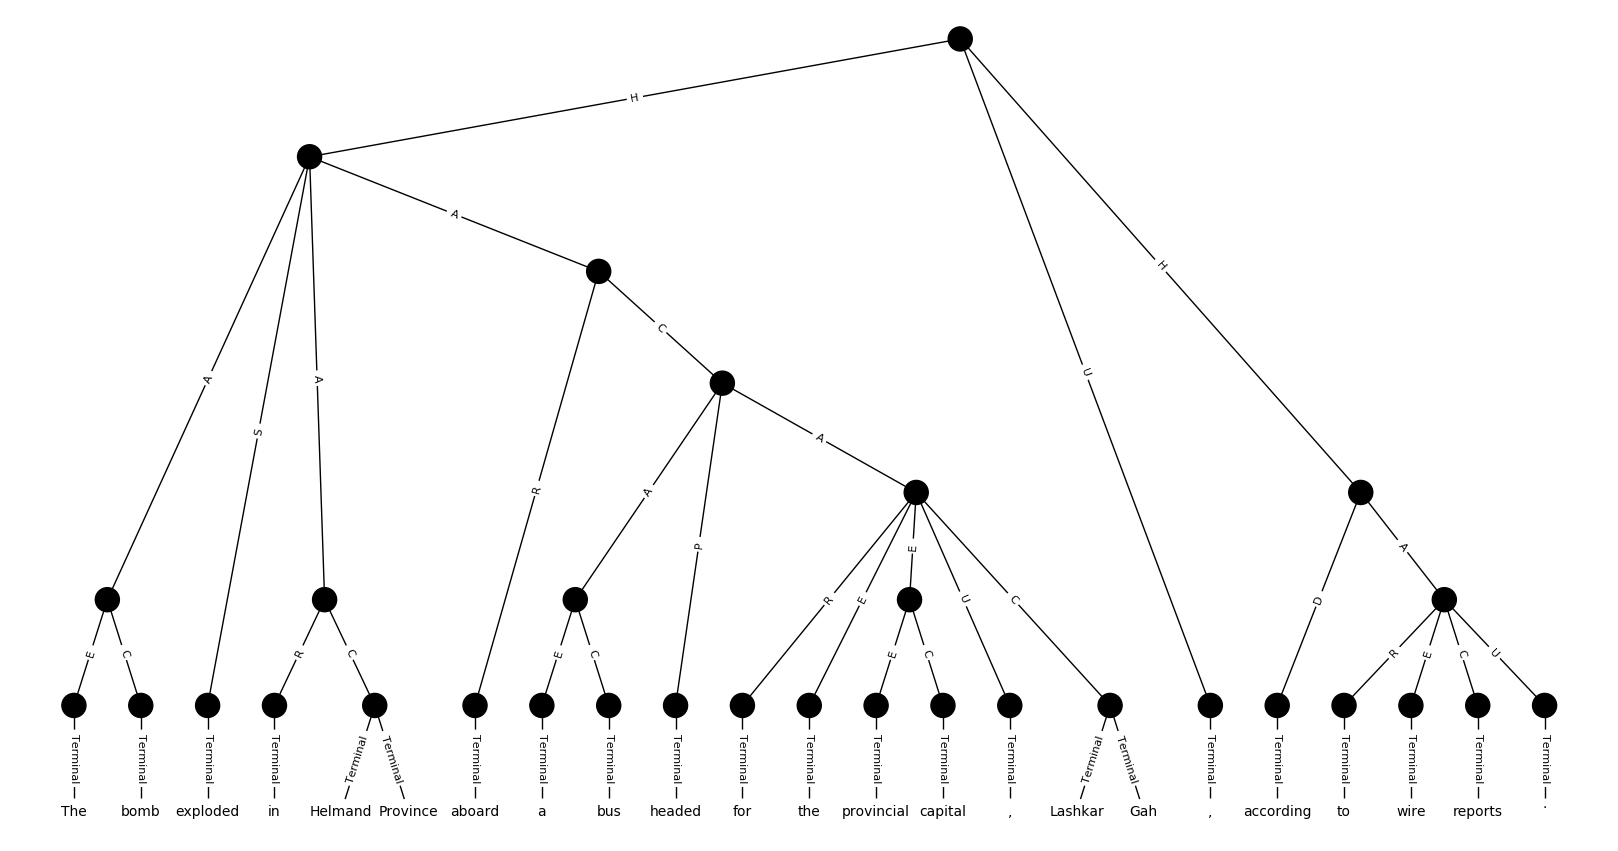 H
A
H
C
U
A
A
S
A
R
A
P
E
D
A
R
E
U
C
E
C
R
C
E
C
E
C
R
E
C
U
Terminal Terminal Terminal Terminal Terminal Terminal Terminal Terminal Terminal Terminal Terminal Terminal Terminal Terminal Terminal Terminal Terminal Terminal Terminal Terminal Terminal Terminal Terminal
The bomb exploded in Helmand Province aboard a bus headed for the provincial capital , Lashkar Gah , according to wire reports .